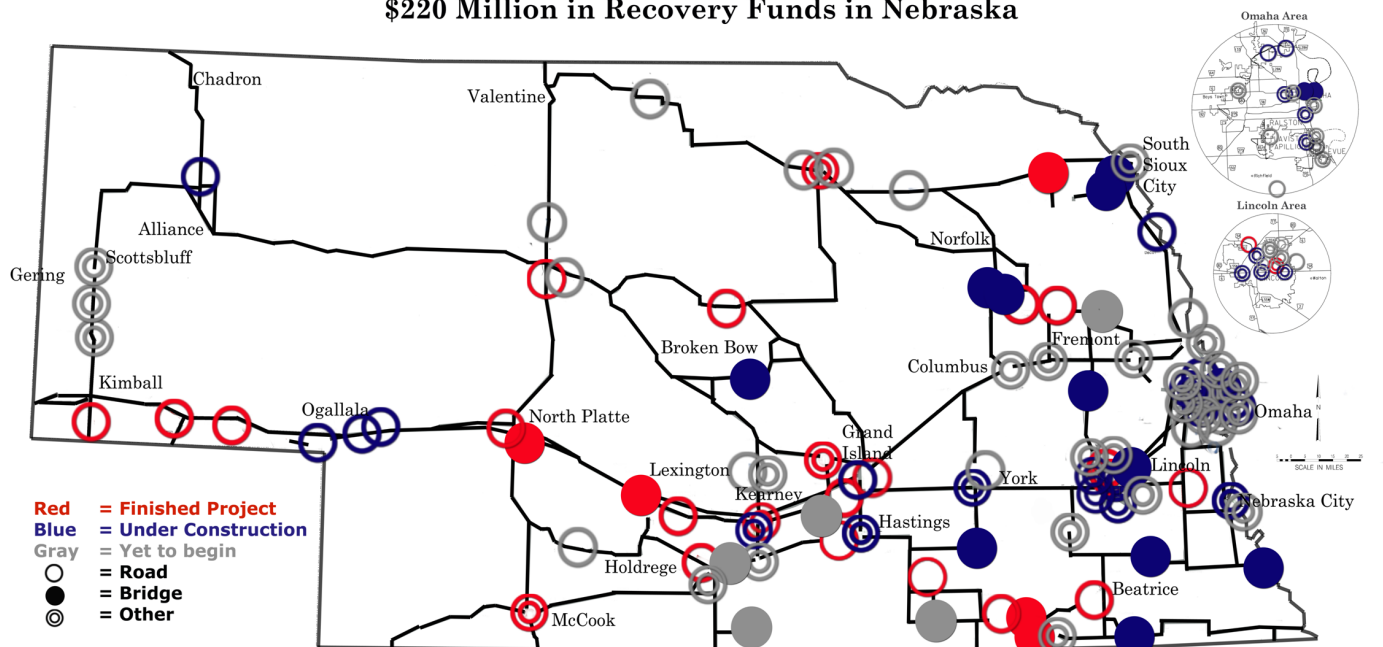 $220 Million in Recovery Funds in Nebraska
Omaha Area
Chadron
Valentine
South
Sioux
City
Lincoln Area
Alliance
Norfolk
Scottsbluff
Gering
Fremont
Broken Bow
Columbus
Kimball
Ogallala
North Platte
Omaha
N
Grand
Island
SCALE IN MILES
Lexington
Lincoln
York
Kearney
Nebraska City
Hastings
Red = Finished Project
Blue = Under Construction
Gray = Yet to begin
= Road
= Bridge
= Other
Holdrege
Beatrice
McCook